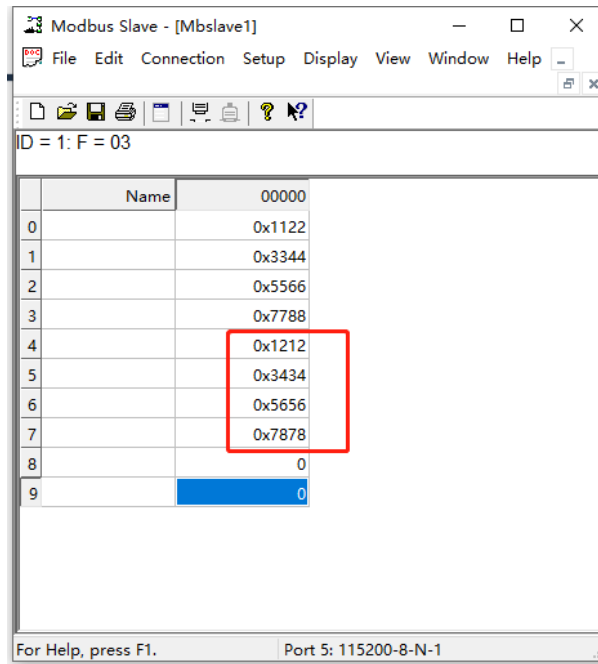 Modbus Slave - [Mbslave1]
File Edit Connection Setup Display View Window Help
ID = 1: F = 03
Name 00000
0 0x1122
1 0x3344
2 0x5566
3 0x7788
4 0x1212
5 0x3434
6 0x5656
7 0x7878
8 0
9 0
For Help, press F1. Port 5: 115200-8-N-1